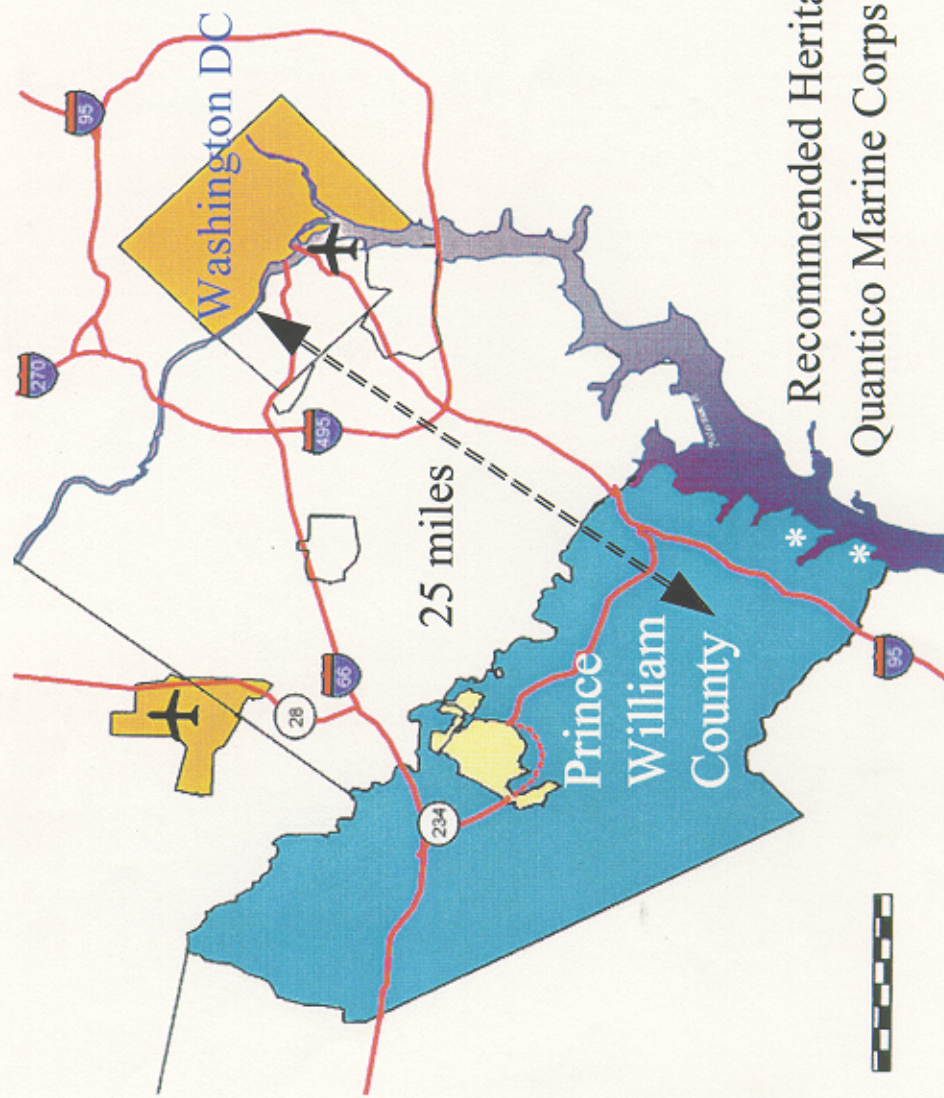 95
Washington DC
270
495
25 miles
66
28
234
Prince
William
County
95
*
*
Recommended Herita
Quantico Marine Corps